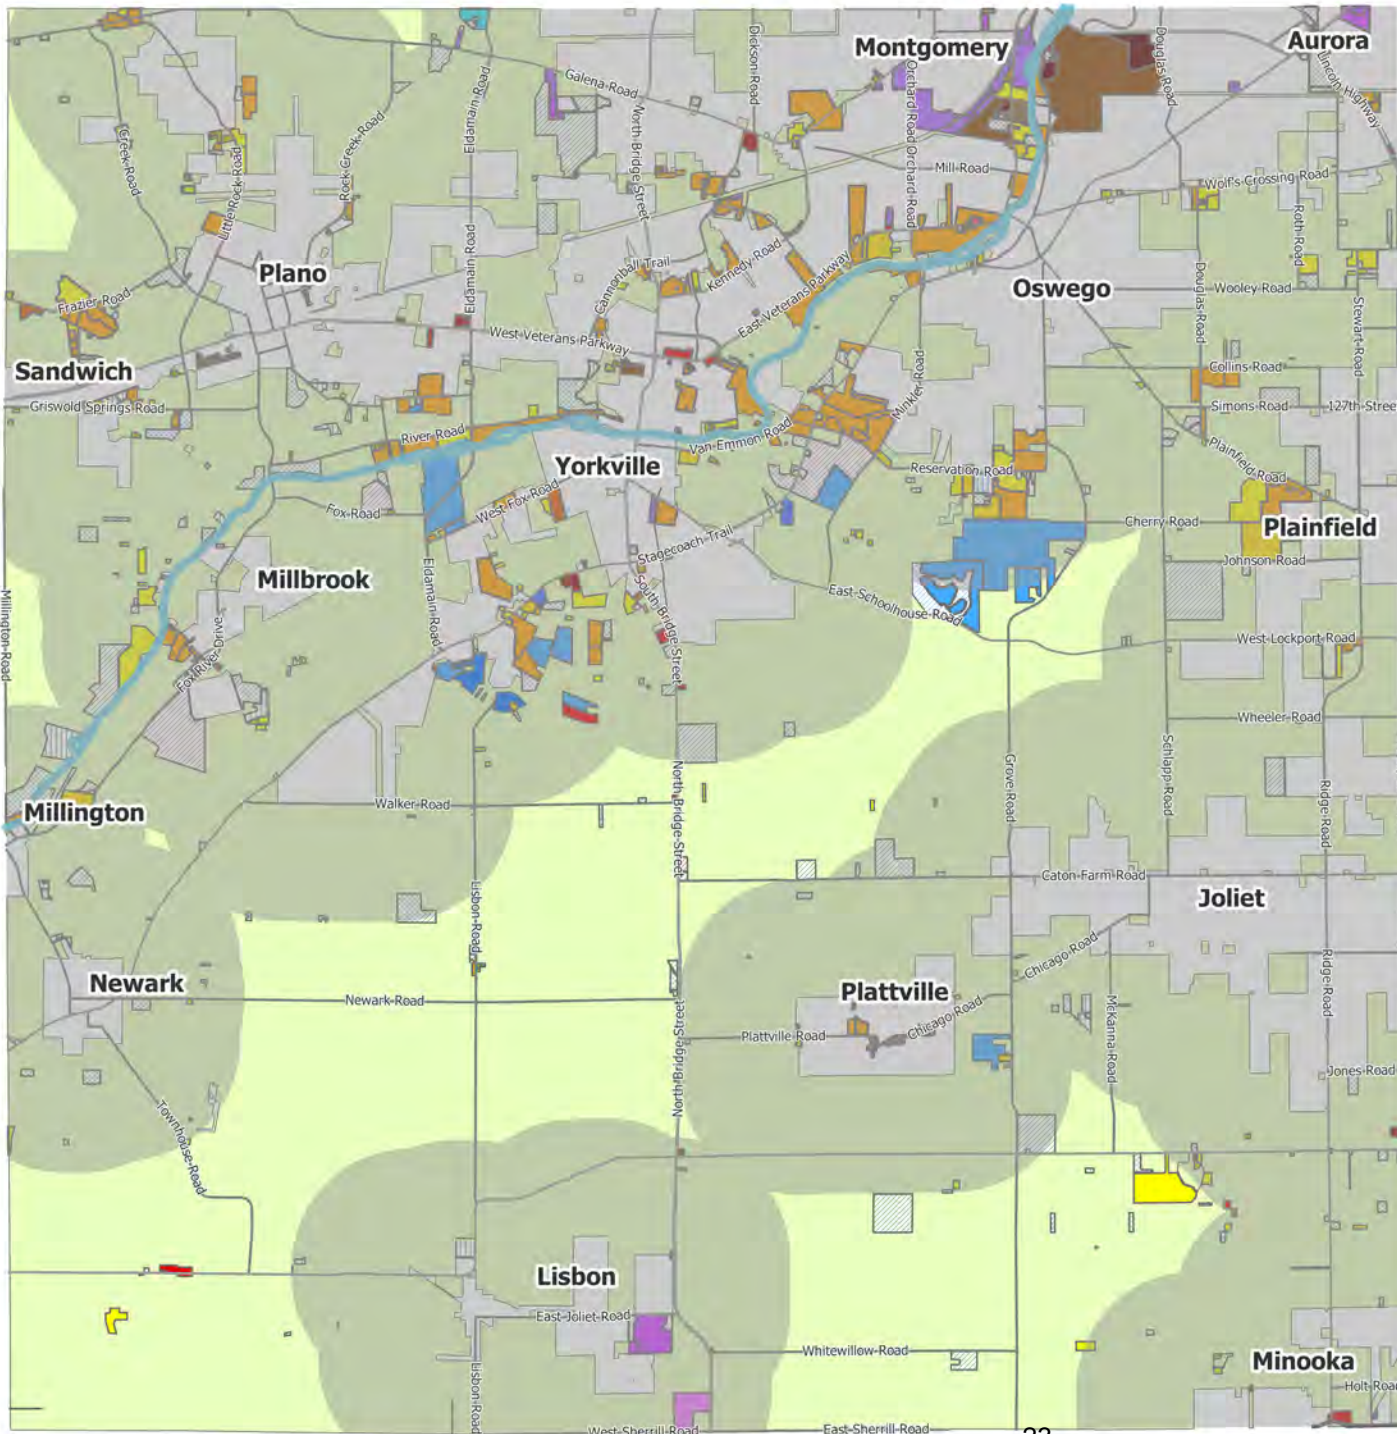 Montgomery
Aurora
Dickson Road
Douglas Road
Lincoln Highway
Galena Road
Orchard Road
Orchard Road
Eldamain Road
North Bridge Street
Creek Road
Little Rock Road
Rock Creek Road
Mill Road
Wolf's Crossing Road
Roth Road
Plano
Eldamain Road
Cannonball Trail
Kennedy Road
East Veterans Parkway
Oswego
Wooley Road
Douglas Road
Stewart Road
Frazier Road
West Veterans Parkway
Sandwich
Minkler Road
Collins Road
Griswold Springs Road
Simons Road
127th Street
River Road
Van Emmon Road
Yorkville
Reservation Road
Plainfield Road
Fox Road
West Fox Road
Stagecoach Trail
Cherry Road
Plainfield
Millbrook
Eldamain Road
South Bridge Street
East Schoolhouse Road
Johnson Road
Millington Road
Fox River Drive
West Lockport Road
Wheeler Road
Millington
Walker Road
North Bridge Street
Grove Road
Schlapp Road
Ridge Road
Caton Farm Road
Joliet
Lisbon Road
Chicago Road
Newark
Newark Road
Plattville
Chicago Road
McKanna Road
Ridge Road
Plattville Road
North Bridge Street
Jones Road
Townhouse Road
Lisbon
East Joliet Road
Whitewillow Road
Minooka
Lisbon Road
Holt Road
West Sherrill Road
East Sherrill Road